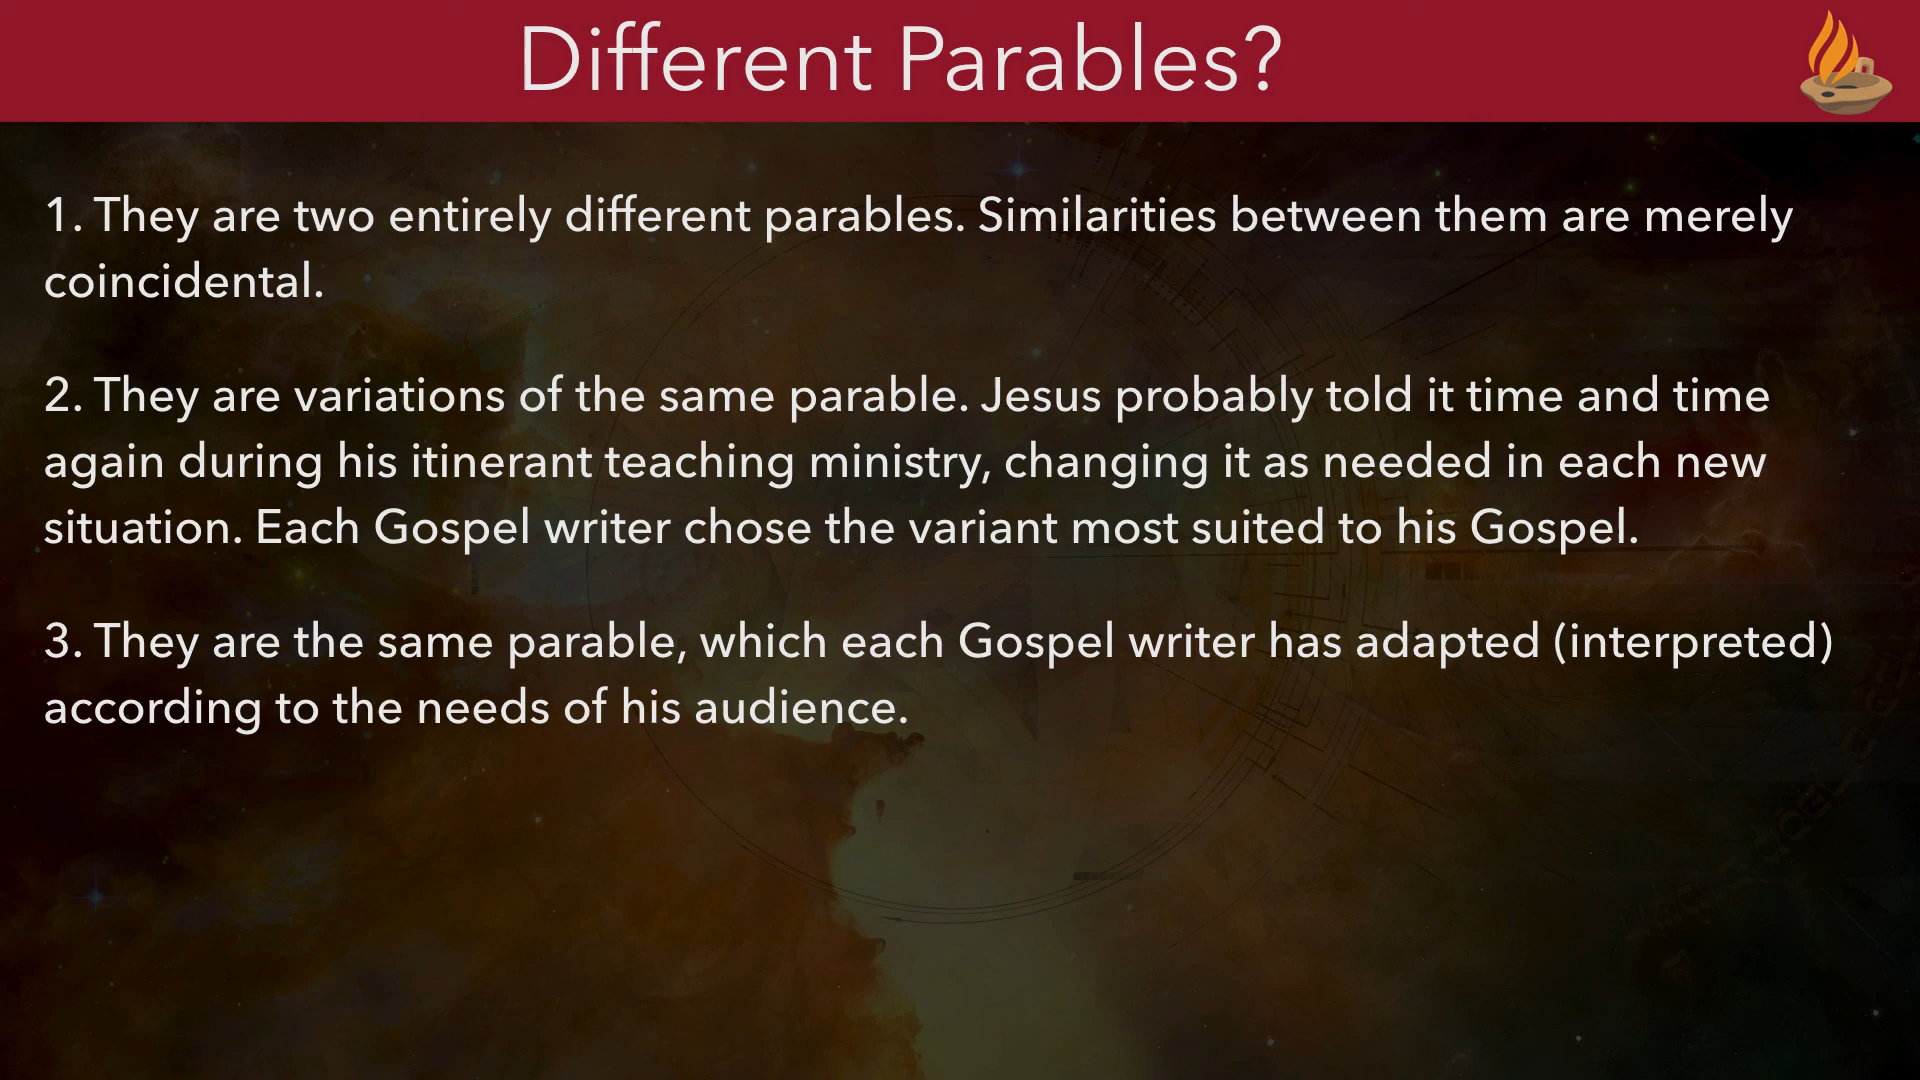 Different Parables?
1. They are two entirely different parables. Similarities between them are merely
coincidental.
2. They are variations of the same parable. Jesus probably told it time and time
again during his itinerant teaching ministry, changing it as needed in each new
situation. Each Gospel writer chose the variant most suited to his Gospel.
3. They are the same parable, which each Gospel writer has adapted (interpreted)
according to the needs of his audience.